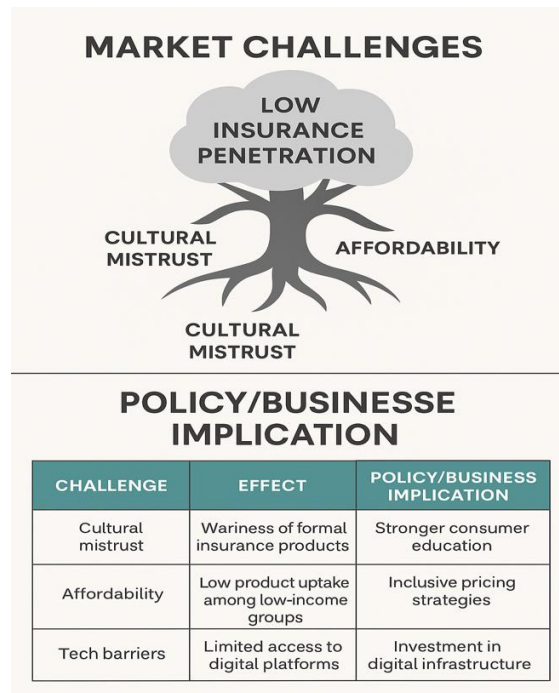 MARKET CHALLENGES
LOW
INSURANCE
PENETRATION
CULTURAL
MISTRUST
AFFORDABILITY
CULTURAL
MISTRUST
POLICY/BUSINESSE
IMPLICATION
CHALLENGE
EFFECT
POLICY/BUSINESS
IMPLICATION
Cultural
mistrust
Wariness of formal
insurance products
Stronger consumer
education
Affordability
Low product uptake
among low-income
groups
Inclusive pricing
strategies
Tech barriers
Limited access to
digital platforms
Investment in
digital infrastructure